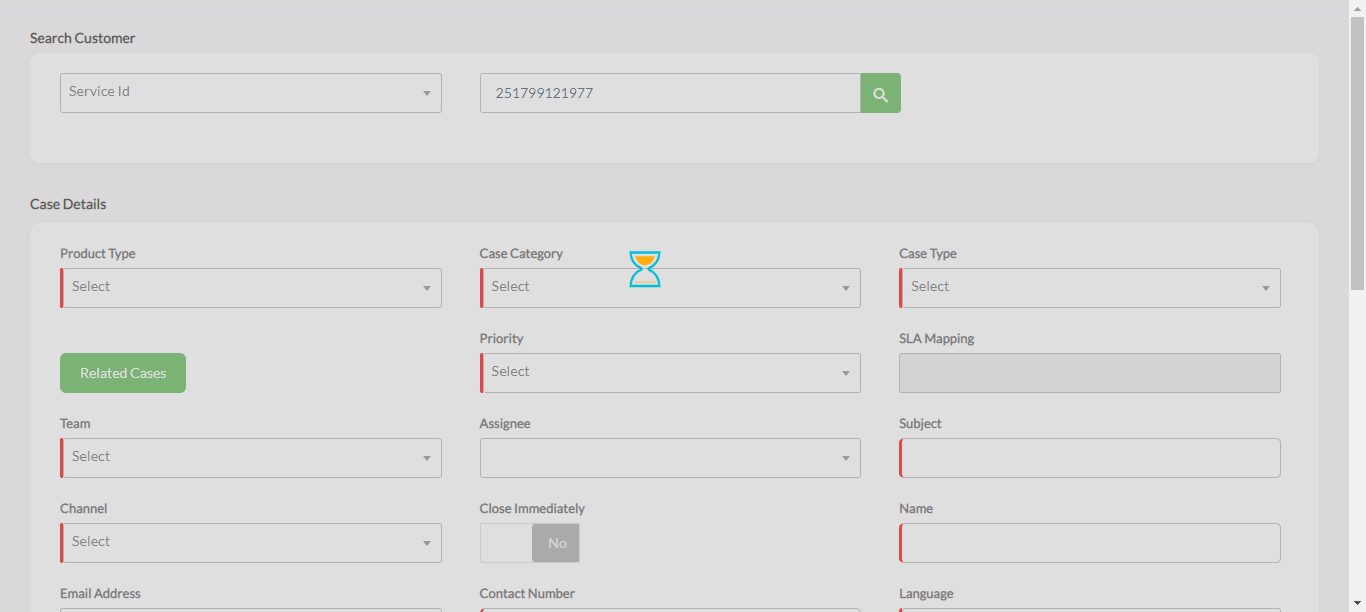 Search Customer
Service Id
251799121977
Case Details
Product Type
Case Category
Case Type
Select
Select
Select
Priority
SLA Mapping
Related Cases
Select
Team
Assignee
Subject
Select
Channel
Close Immediately
Name
Select
No
Email Address
Contact Number
Language